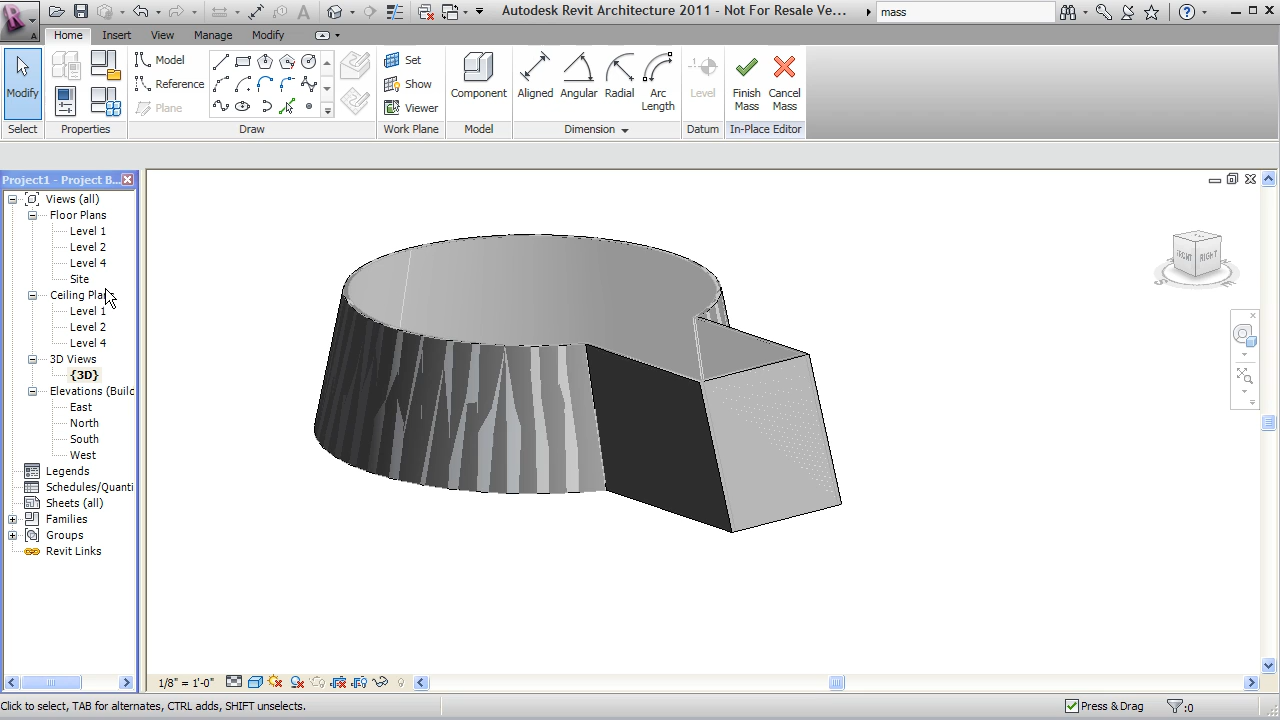 Autodesk Revit Architecture 2011 - Not For Resale Ve...
mass
Home Insert View Manage Modify
Modify
Select
Properties
Model
Reference
Plane
Draw
Set
Show
Viewer
Work Plane
Component
Model
Aligned
Angular
Radial
Arc
Length
Dimension
Level
Datum
Finish
Mass
Cancel
Mass
In-Place Editor
Project1 - Project B...
Views (all)
Floor Plans
Level 1
Level 2
Level 4
Site
Ceiling Pla
Level 1
Level 2
Level 4
3D Views
{3D}
Elevations (Build
East
North
South
West
Legends
Schedules/Quanti
Sheets (all)
Families
Groups
Revit Links
FRONT RIGHT
1/8" = 1'-0"
Click to select, TAB for alternates, CTRL adds, SHIFT unselects.
Press & Drag
:0